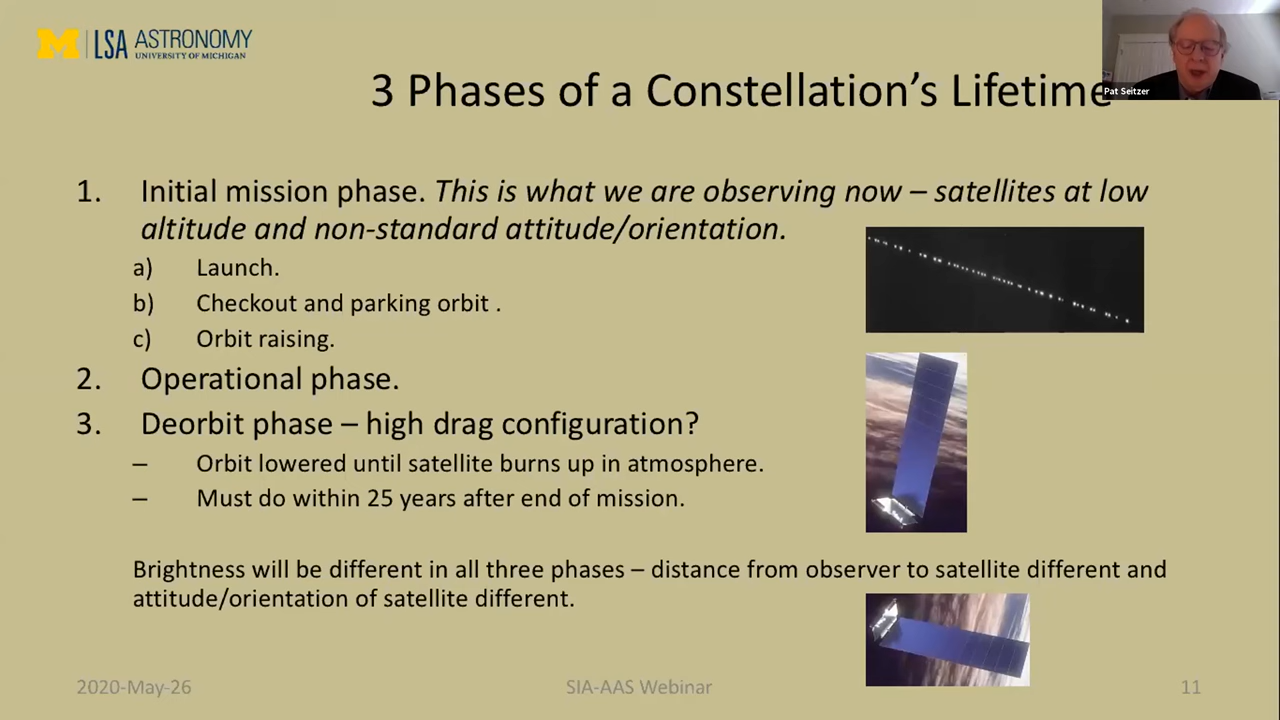 M LSA ASTRONOMY
UNIVERSITY OF MICHIGAN
Pat Seitzer
3 Phases of a Constellation's Lifetime
1. Initial mission phase. This is what we are observing now – satellites at low
altitude and non-standard attitude/orientation.
a) Launch.
b) Checkout and parking orbit .
c) Orbit raising.
2. Operational phase.
3. Deorbit phase – high drag configuration?
– Orbit lowered until satellite burns up in atmosphere.
– Must do within 25 years after end of mission.
Brightness will be different in all three phases – distance from observer to satellite different and
attitude/orientation of satellite different.
2020-May-26
SIA-AAS Webinar
11